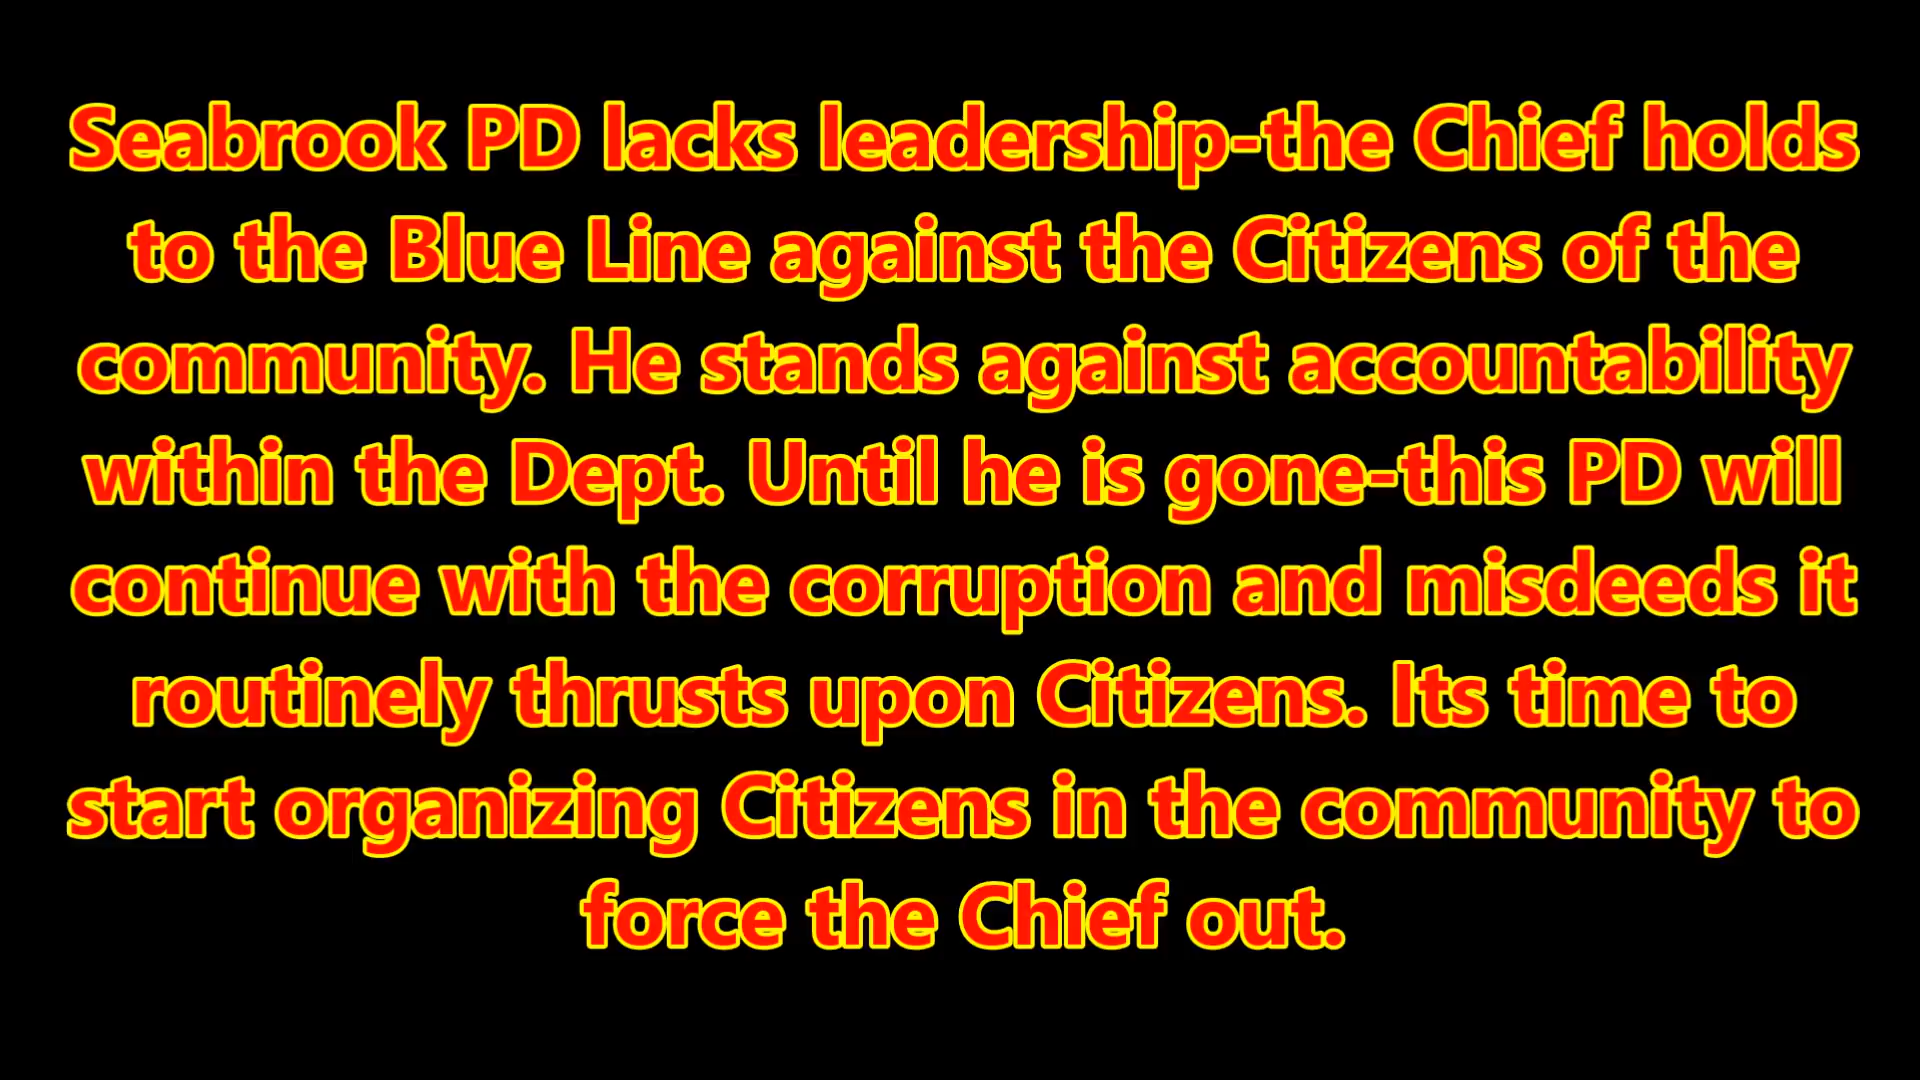 Seabrook PD lacks leadership-the Chief holds
to the Blue Line against the Citizens of the
community. He stands against accountability
within the Dept. Until he is gone-this PD will
continue with the corruption and misdeeds it
routinely thrusts upon Citizens. Its time to
start organizing Citizens in the community to
force the Chief out.